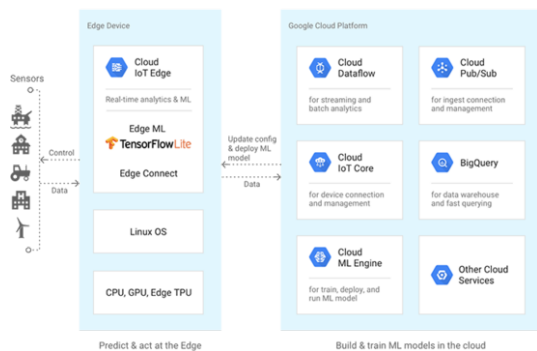 Edge Device
Google Cloud Platform
Sensors
Control
Data
Cloud
IoT Edge
Real-time analytics & ML
Edge ML
TensorFlowLite
Edge Connect
Linux OS
CPU, GPU, Edge TPU
Update config
& deploy ML
model
Data
Cloud
Dataflow
for streaming and
batch analytics
Cloud
Pub/Sub
for ingest connection
and management
Cloud
IoT Core
for device connection
and management
BigQuery
for data warehouse
and fast querying
Cloud
ML Engine
for train, deploy, and
run ML model
Other Cloud
Services
Predict & act at the Edge
Build & train ML models in the cloud